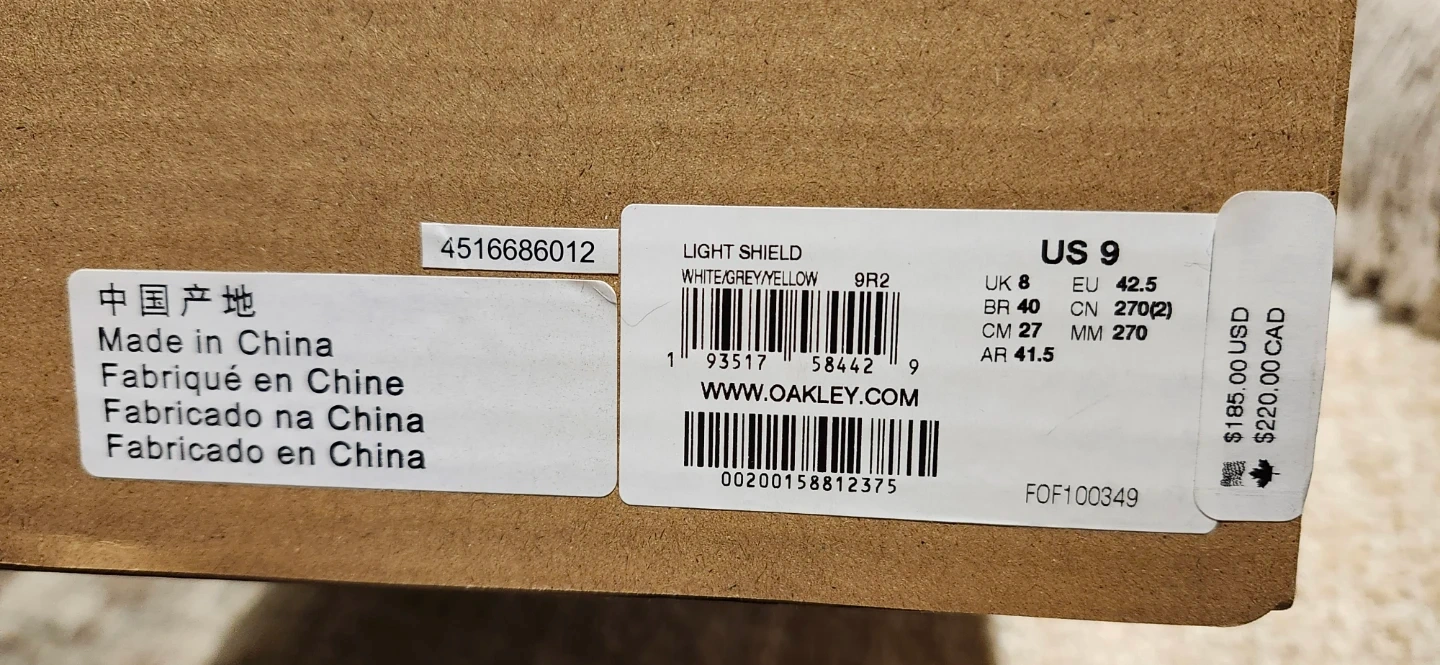 4516686012
中国产地
Made in China
Fabriqué en Chine
Fabricado na China
Fabricado en China
LIGHT SHIELD
WHITE/GREY/YELLOW 9R2
1 93517 58442 9
WWW.OAKLEY.COM
00200158812375
US 9
UK 8 EU 42.5
BR 40 CN 270(2)
CM 27 MM 270
AR 41.5
FOF100349
$185.00 USD
$220.00 CAD